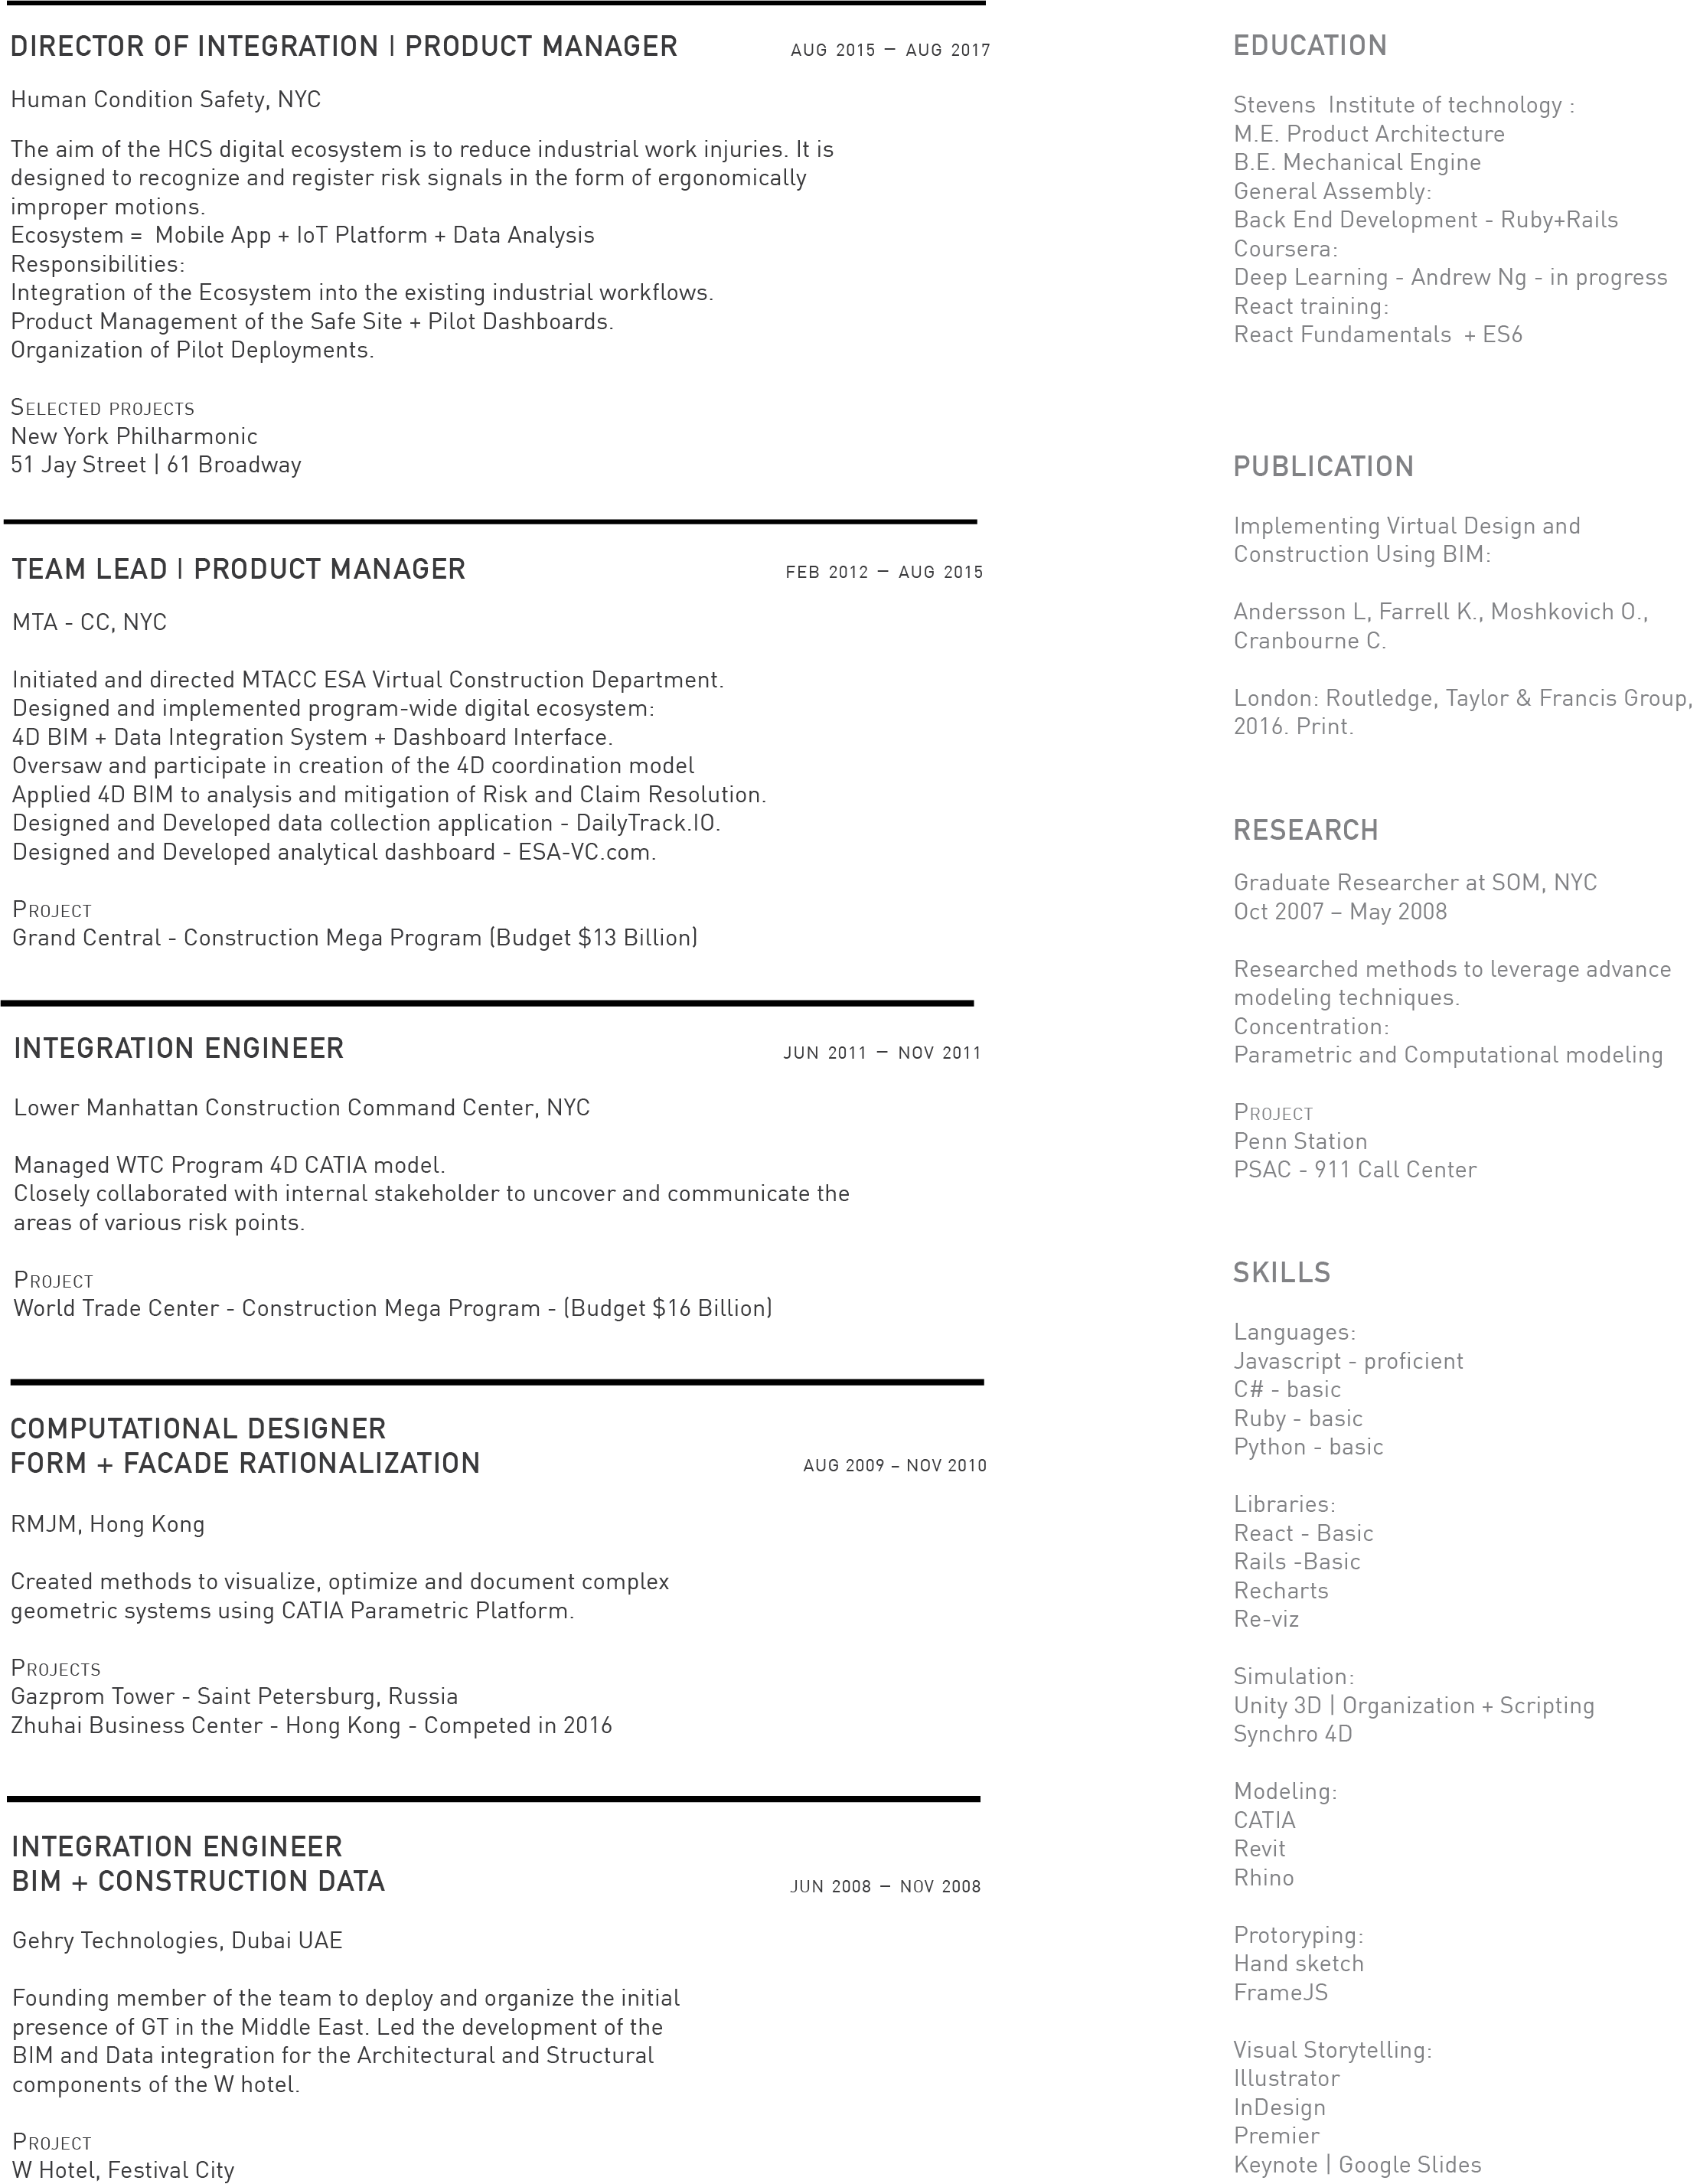 DIRECTOR OF INTEGRATION | PRODUCT MANAGER
AUG 2015 — AUG 2017
Human Condition Safety, NYC
The aim of the HCS digital ecosystem is to reduce industrial work injuries. It is
designed to recognize and register risk signals in the form of ergonomically
improper motions.
Ecosystem = Mobile App + IoT Platform + Data Analysis
Responsibilities:
Integration of the Ecosystem into the existing industrial workflows.
Product Management of the Safe Site + Pilot Dashboards.
Organization of Pilot Deployments.
Selected projects
New York Philharmonic
51 Jay Street | 61 Broadway
TEAM LEAD | PRODUCT MANAGER
FEB 2012 — AUG 2015
MTA - CC, NYC
Initiated and directed MTACC ESA Virtual Construction Department.
Designed and implemented program-wide digital ecosystem:
4D BIM + Data Integration System + Dashboard Interface.
Oversaw and participate in creation of the 4D coordination model
Applied 4D BIM to analysis and mitigation of Risk and Claim Resolution.
Designed and Developed data collection application - DailyTrack.IO.
Designed and Developed analytical dashboard - ESA-VC.com.
Project
Grand Central - Construction Mega Program (Budget $13 Billion)
INTEGRATION ENGINEER
JUN 2011 — NOV 2011
Lower Manhattan Construction Command Center, NYC
Managed WTC Program 4D CATIA model.
Closely collaborated with internal stakeholder to uncover and communicate the
areas of various risk points.
Project
World Trade Center - Construction Mega Program - (Budget $16 Billion)
COMPUTATIONAL DESIGNER
FORM + FACADE RATIONALIZATION
AUG 2009 – NOV 2010
RMJM, Hong Kong
Created methods to visualize, optimize and document complex
geometric systems using CATIA Parametric Platform.
Projects
Gazprom Tower - Saint Petersburg, Russia
Zhuhai Business Center - Hong Kong - Competed in 2016
INTEGRATION ENGINEER
BIM + CONSTRUCTION DATA
JUN 2008 — NOV 2008
Gehry Technologies, Dubai UAE
Founding member of the team to deploy and organize the initial
presence of GT in the Middle East. Led the development of the
BIM and Data integration for the Architectural and Structural
components of the W hotel.
Project
W Hotel, Festival City
EDUCATION
Stevens Institute of technology :
M.E. Product Architecture
B.E. Mechanical Engine
General Assembly:
Back End Development - Ruby+Rails
Coursera:
Deep Learning - Andrew Ng - in progress
React training:
React Fundamentals + ES6
PUBLICATION
Implementing Virtual Design and
Construction Using BIM:
Andersson L, Farrell K., Moshkovich O.,
Cranbourne C.
London: Routledge, Taylor & Francis Group,
2016. Print.
RESEARCH
Graduate Researcher at SOM, NYC
Oct 2007 – May 2008
Researched methods to leverage advance
modeling techniques.
Concentration:
Parametric and Computational modeling
Project
Penn Station
PSAC - 911 Call Center
SKILLS
Languages:
Javascript - proficient
C# - basic
Ruby - basic
Python - basic
Libraries:
React - Basic
Rails -Basic
Recharts
Re-viz
Simulation:
Unity 3D | Organization + Scripting
Synchro 4D
Modeling:
CATIA
Revit
Rhino
Protoryping:
Hand sketch
FrameJS
Visual Storytelling:
Illustrator
InDesign
Premier
Keynote | Google Slides